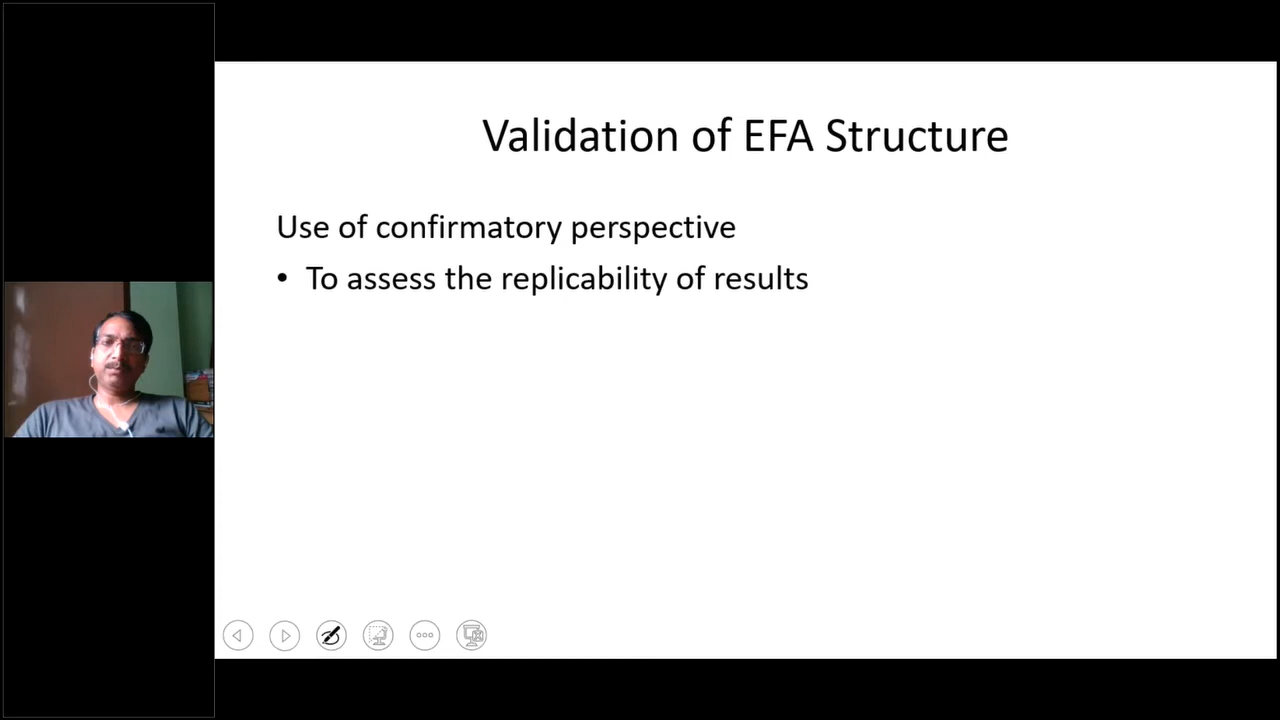 Validation of EFA Structure
Use of confirmatory perspective
• To assess the replicability of results